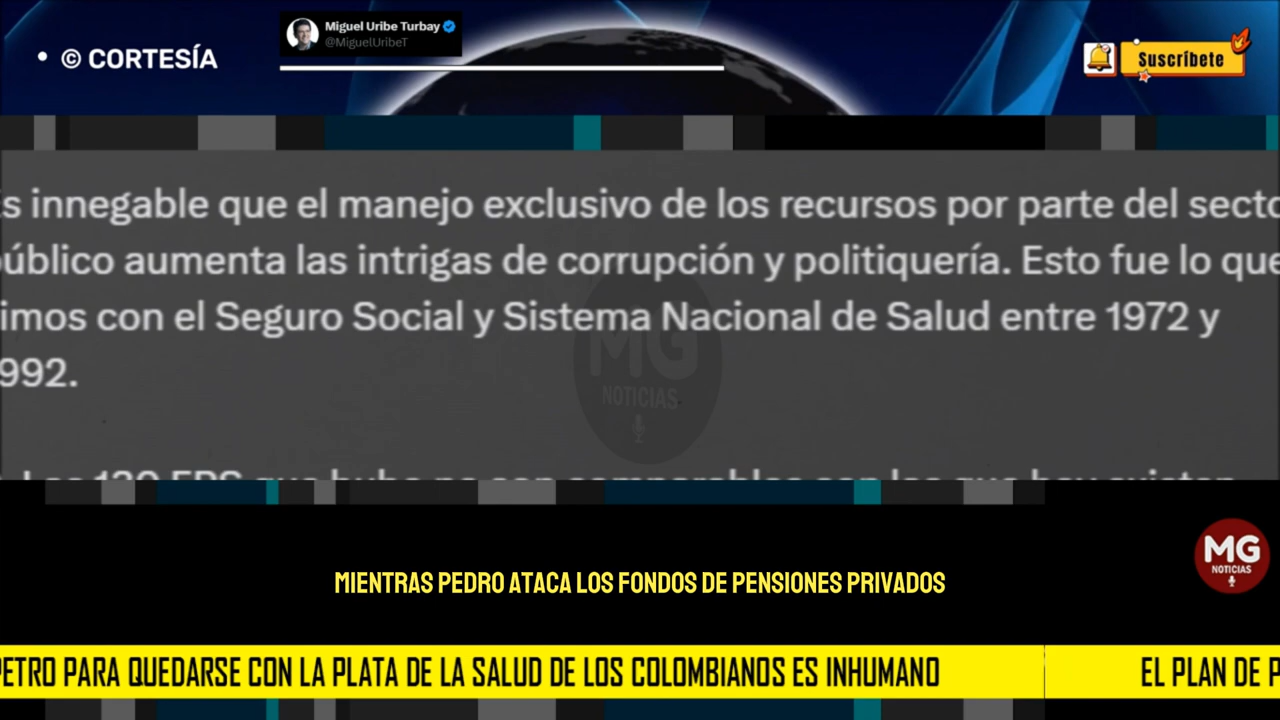 • © CORTESÍA
Miguel Uribe Turbay
@MiguelUribeT
Suscríbete
s innegable que el manejo exclusivo de los recursos por parte del secto
úblico aumenta las intrigas de corrupción y politiquería. Esto fue lo que
imos con el Seguro Social y Sistema Nacional de Salud entre 1972 y
992.
MG
NOTICIAS
MG
NOTICIAS
MIENTRAS PEDRO ATACA LOS FONDOS DE PENSIONES PRIVADOS
PETRO PARA QUEDARSE CON LA PLATA DE LA SALUD DE LOS COLOMBIANOS ES INHUMANO
EL PLAN DE P